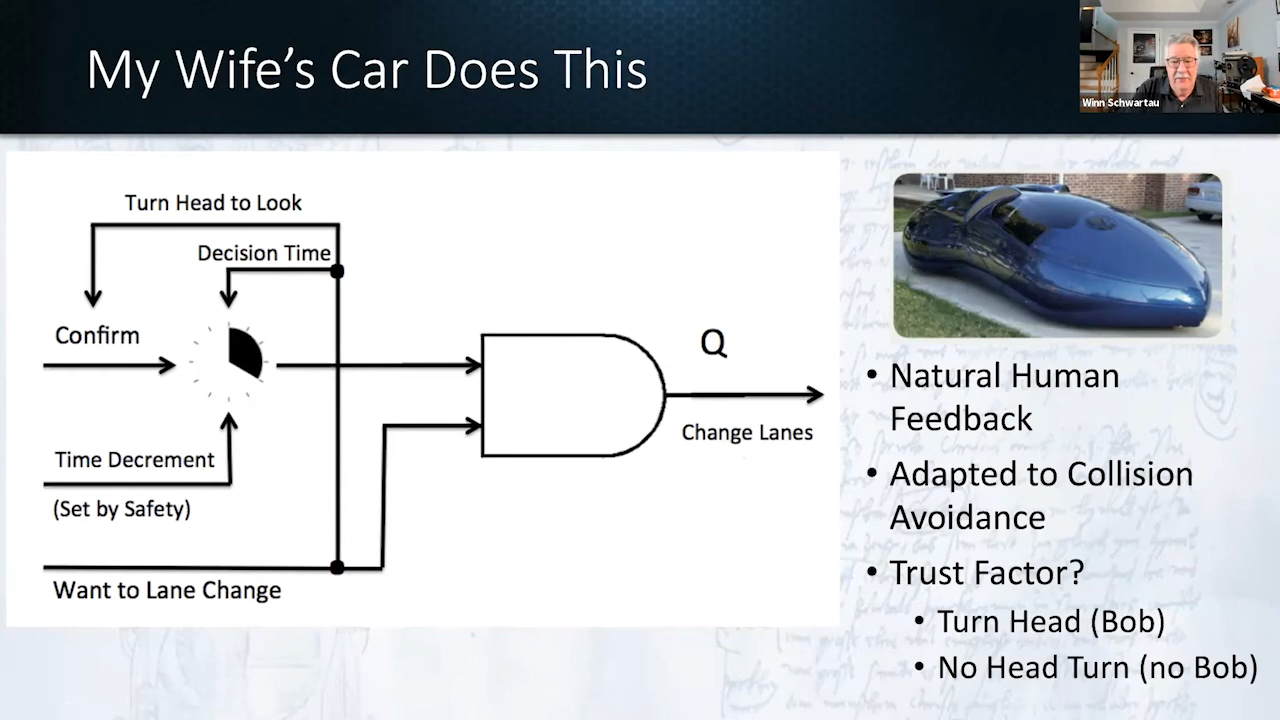 My Wife's Car Does This
Winn Schwartau
Turn Head to Look
Decision Time
Confirm
Time Decrement
(Set by Safety)
Want to Lane Change
Q
Change Lanes
• Natural Human
Feedback
• Adapted to Collision
Avoidance
• Trust Factor?
• Turn Head (Bob)
• No Head Turn (no Bob)